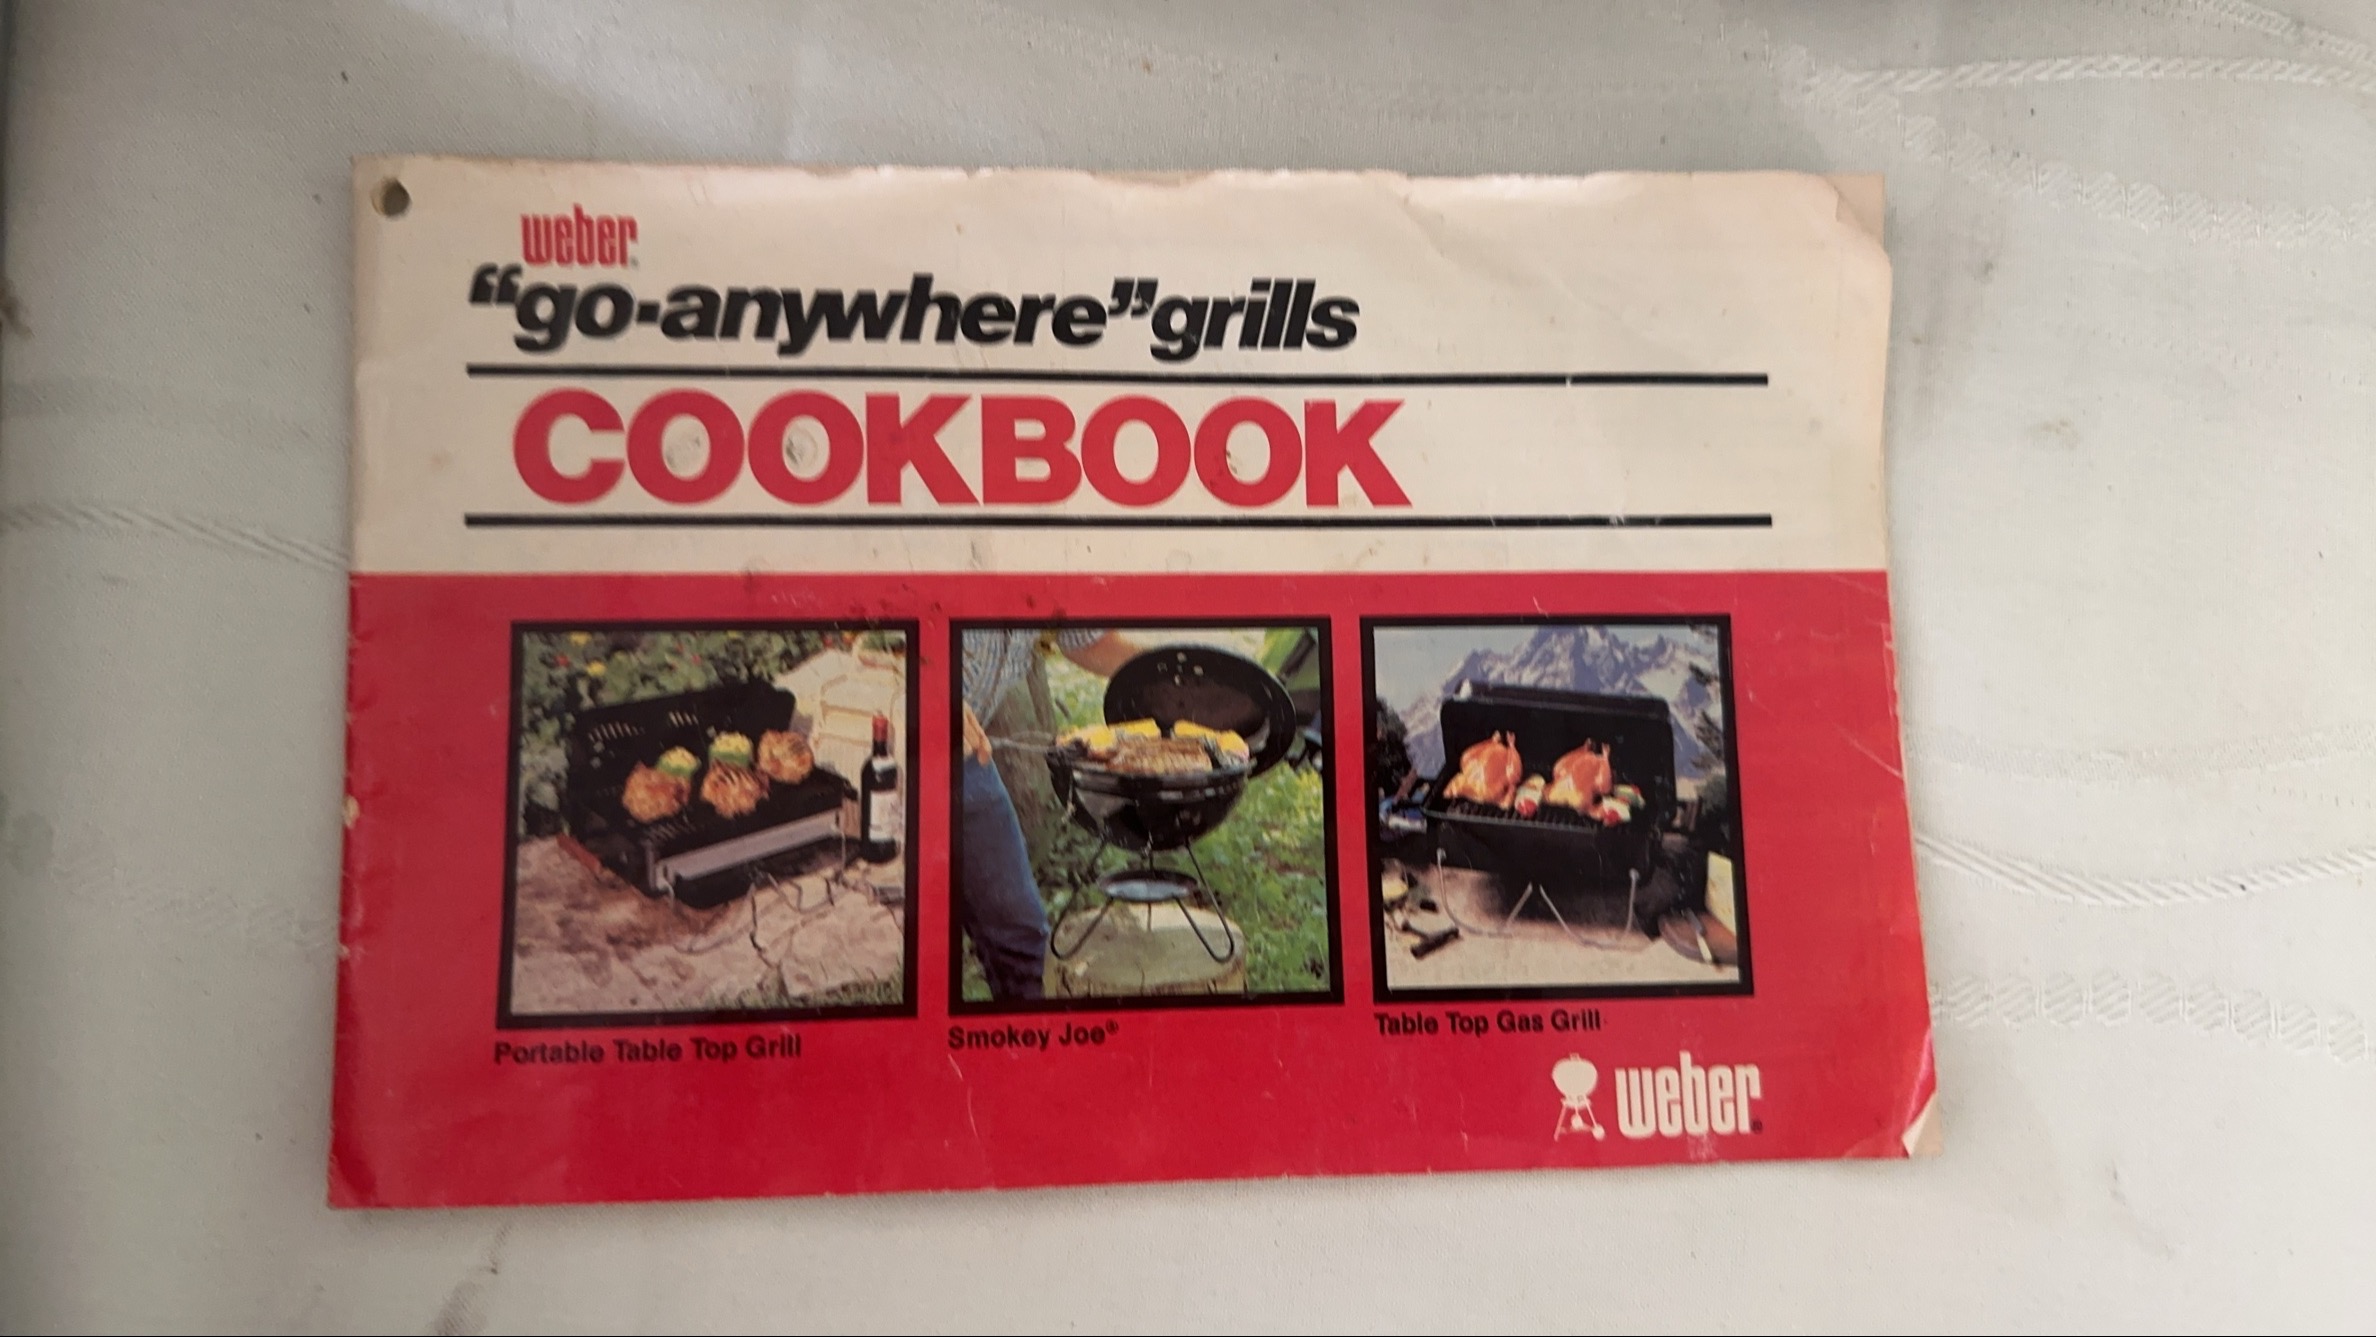 weber
“go-anywhere” grills
COOKBOOK
Portable Table Top Grill
Smokey Joe®
Table Top Gas Grill
weber®